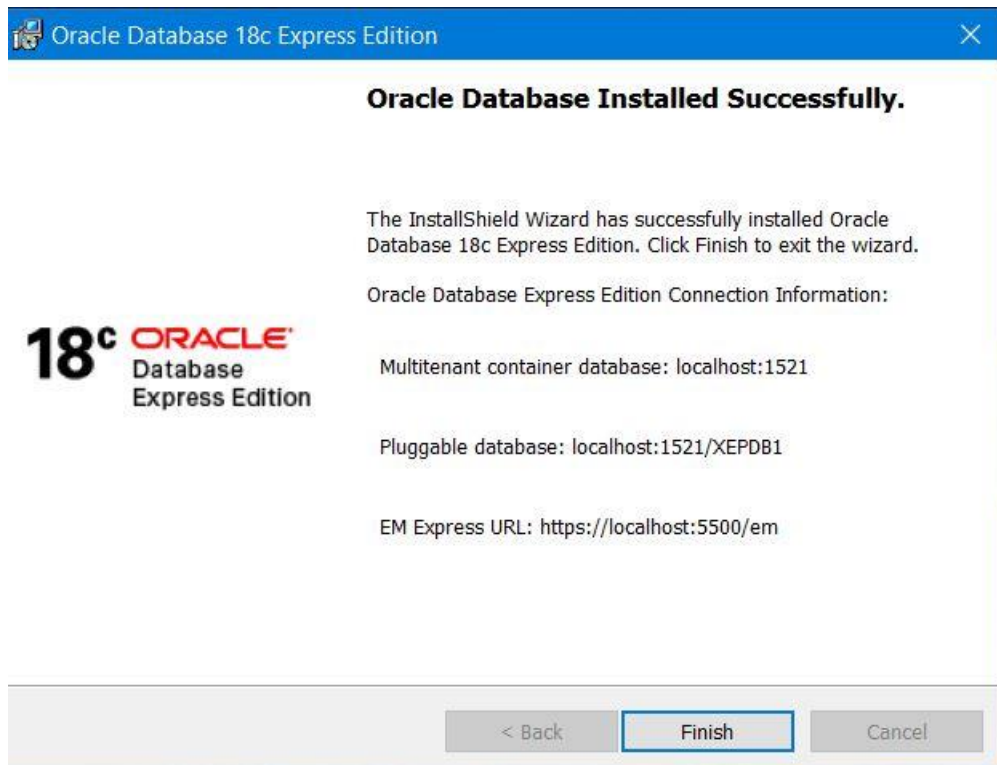 Oracle Database 18c Express Edition
Oracle Database Installed Successfully.
The InstallShield Wizard has successfully installed Oracle
Database 18c Express Edition. Click Finish to exit the wizard.
Oracle Database Express Edition Connection Information:
18c ORACLE
Database
Express Edition
Multitenant container database: localhost:1521
Pluggable database: localhost:1521/XEPDB1
EM Express URL: https://localhost:5500/em
< Back
Finish
Cancel